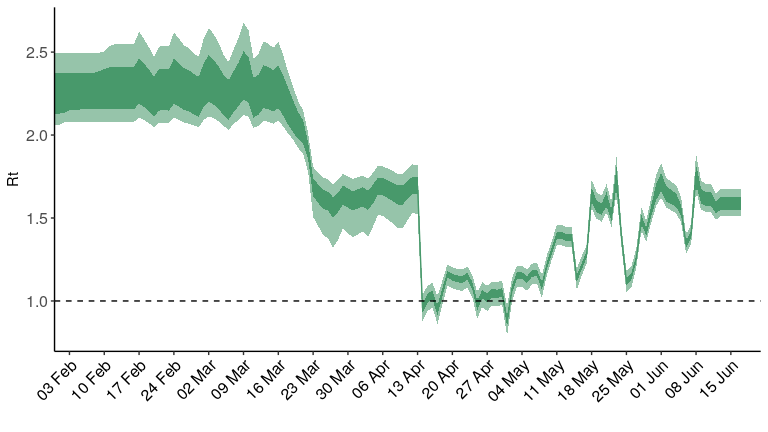 Rt
2.5
2.0
1.5
1.0
03 Feb
10 Feb
17 Feb
24 Feb
02 Mar
09 Mar
16 Mar
23 Mar
30 Mar
06 Apr
13 Apr
20 Apr
27 Apr
04 May
11 May
18 May
25 May
01 Jun
08 Jun
15 Jun